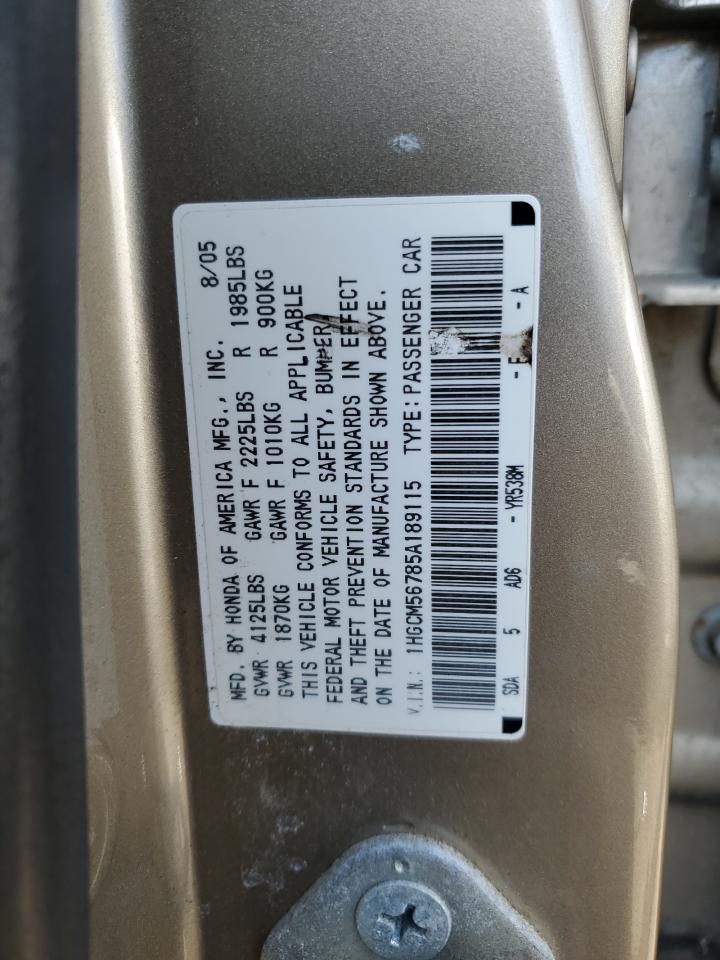 MFD. BY HONDA OF AMERICA MFG., INC. 8/05
GVWR 4125LBS GAWR F 2225LBS R 1985LBS
GVWR 1870KG GAWR F 1010KG R 900KG
THIS VEHICLE CONFORMS TO ALL APPLICABLE
FEDERAL MOTOR VEHICLE SAFETY, BUMPER,
AND THEFT PREVENTION STANDARDS IN EFFECT
ON THE DATE OF MANUFACTURE SHOWN ABOVE.
V.I.N.: 1HGCM56785A189115 TYPE: PASSENGER CAR
SDA 5 AD6 - YR538M - - A